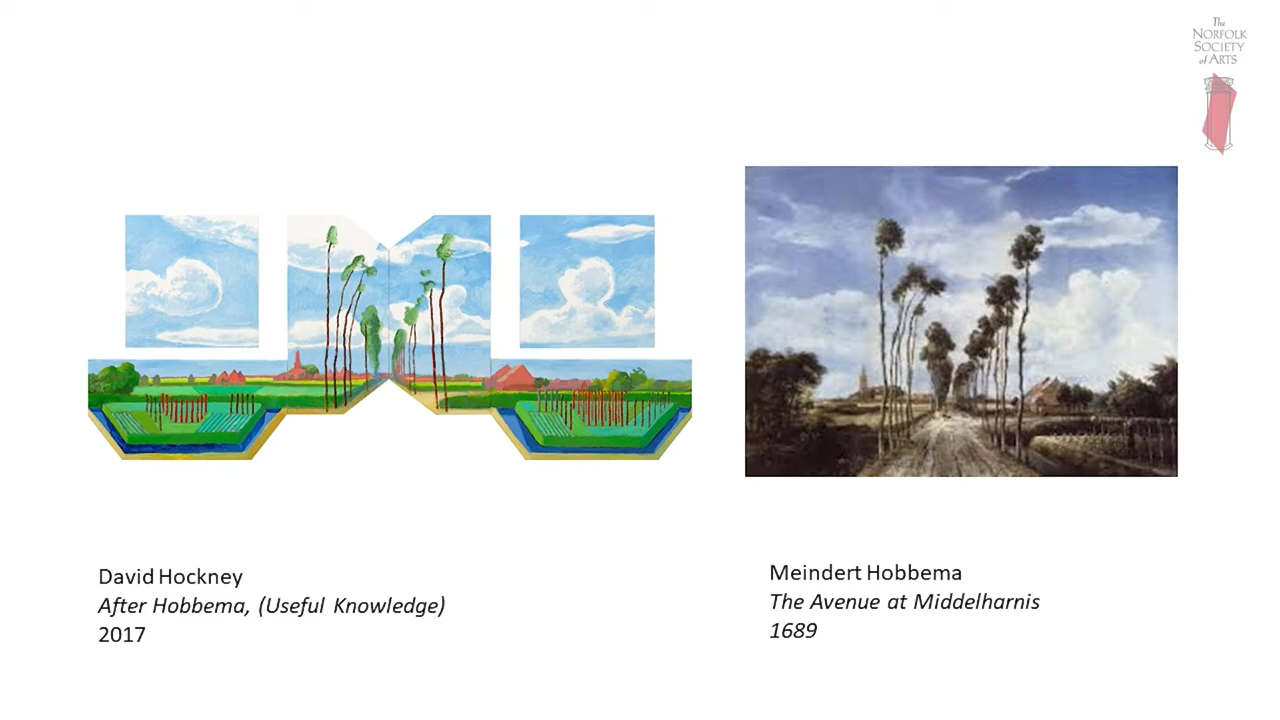 The
NORFOLK
SOCIETY
of ARTS
David Hockney
After Hobbema, (Useful Knowledge)
2017
Meindert Hobbema
The Avenue at Middelharnis
1689